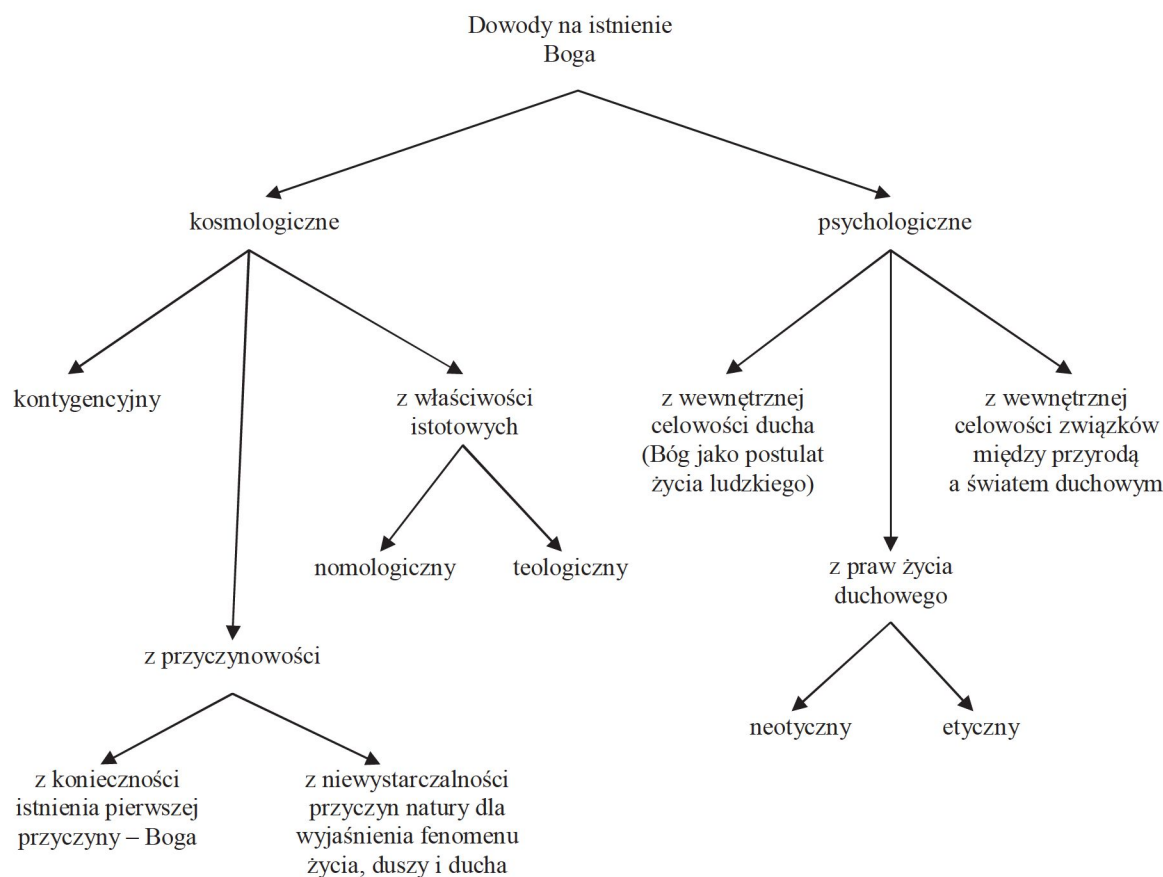 Dowody na istnienie
Boga
kosmologiczne
psychologiczne
kontygencyjny
z właściwości
istotowych
z wewnętrznej
celowości ducha
(Bóg jako postulat
życia ludzkiego)
z wewnętrznej
celowości związków
między przyrodą
a światem duchowym
nomologiczny
teologiczny
z praw życia
duchowego
z przyczynowości
neotyczny
etyczny
z konieczności
istnienia pierwszej
przyczyny – Boga
z niewystarczalności
przyczyn natury dla
wyjaśnienia fenomenu
życia, duszy i ducha